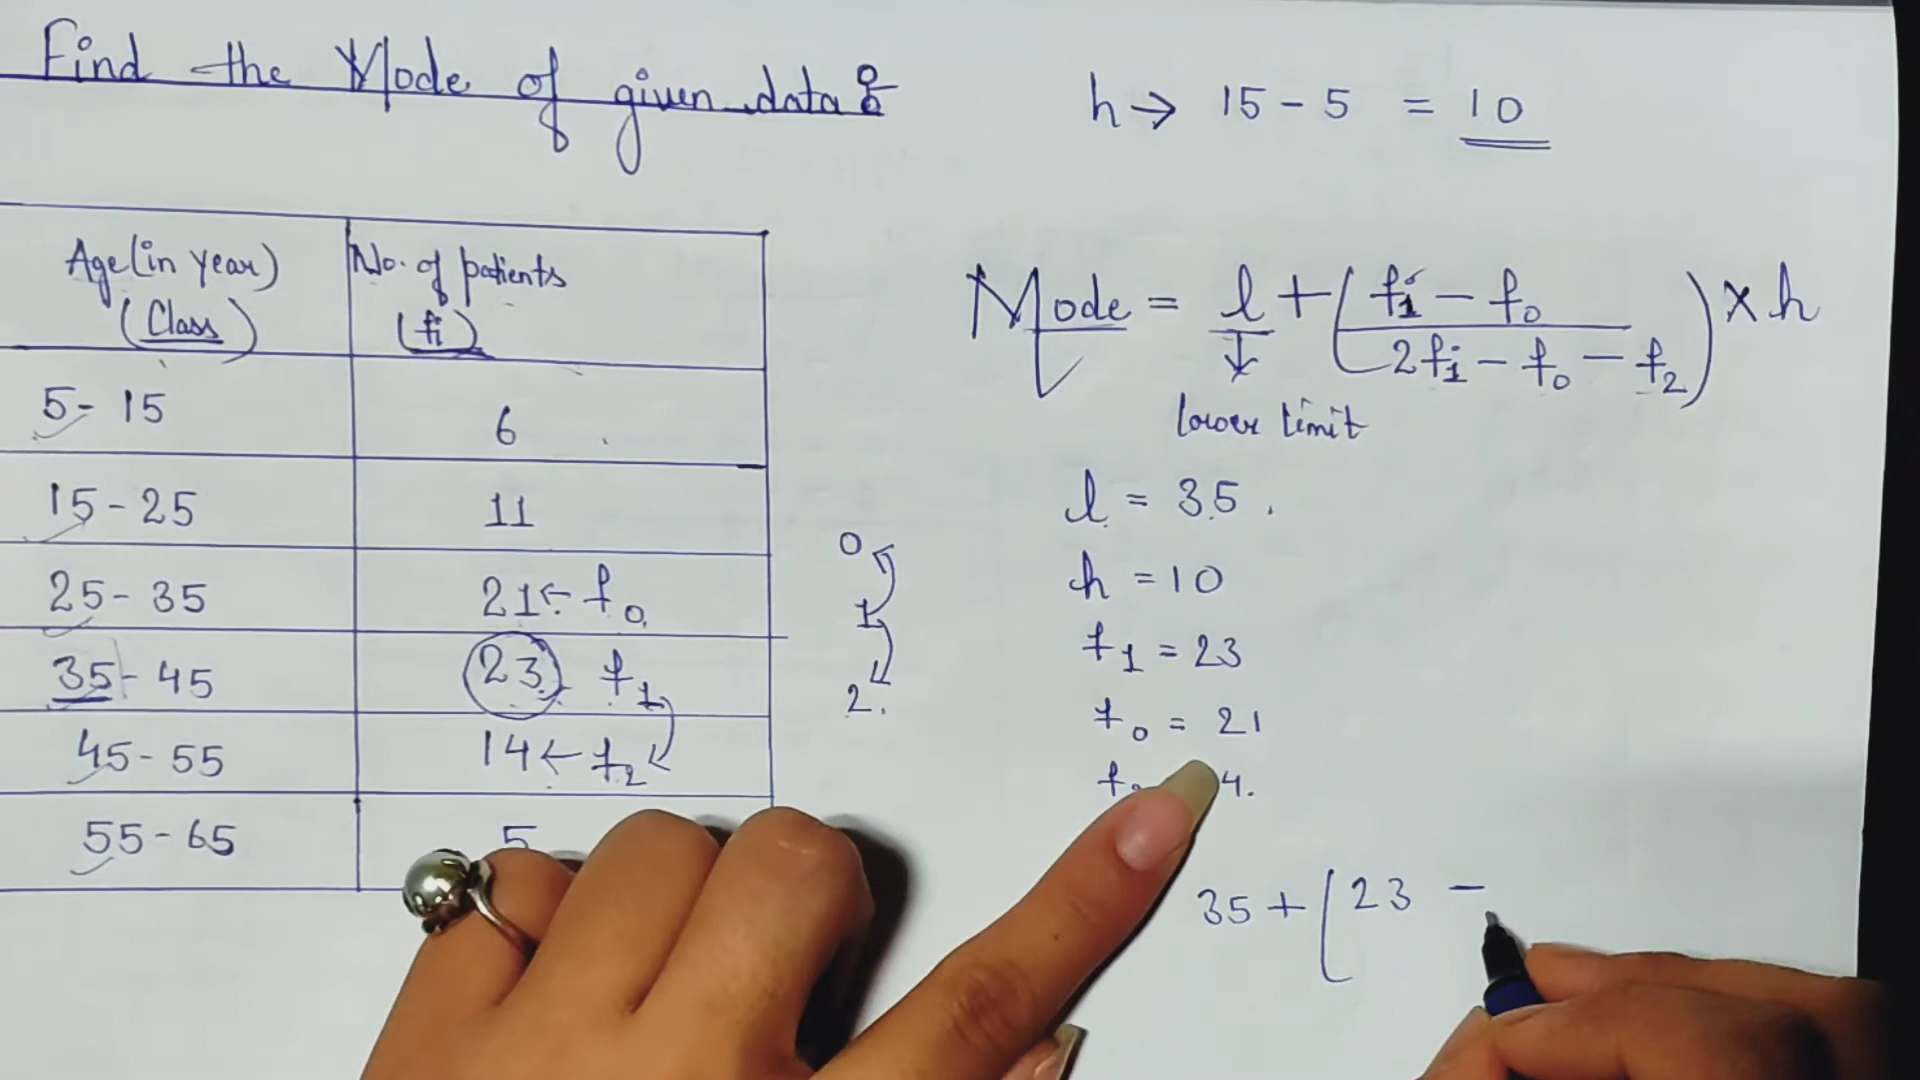 Find the Mode of given data :-
h → 15 - 5 = 10
Age (in year) No. of patients
(Class) (fi)
5 - 15 6
15 - 25 11
25 - 35 21 ← f0
35 - 45 23 f1
45 - 55 14 ← f2
55 - 65 5
0
1
2.
Mode = l + (f1 - f0 / 2f1 - f0 - f2) × h
lower limit
l = 35.
h = 10
f1 = 23
f0 = 21
4.
35 + [23 -